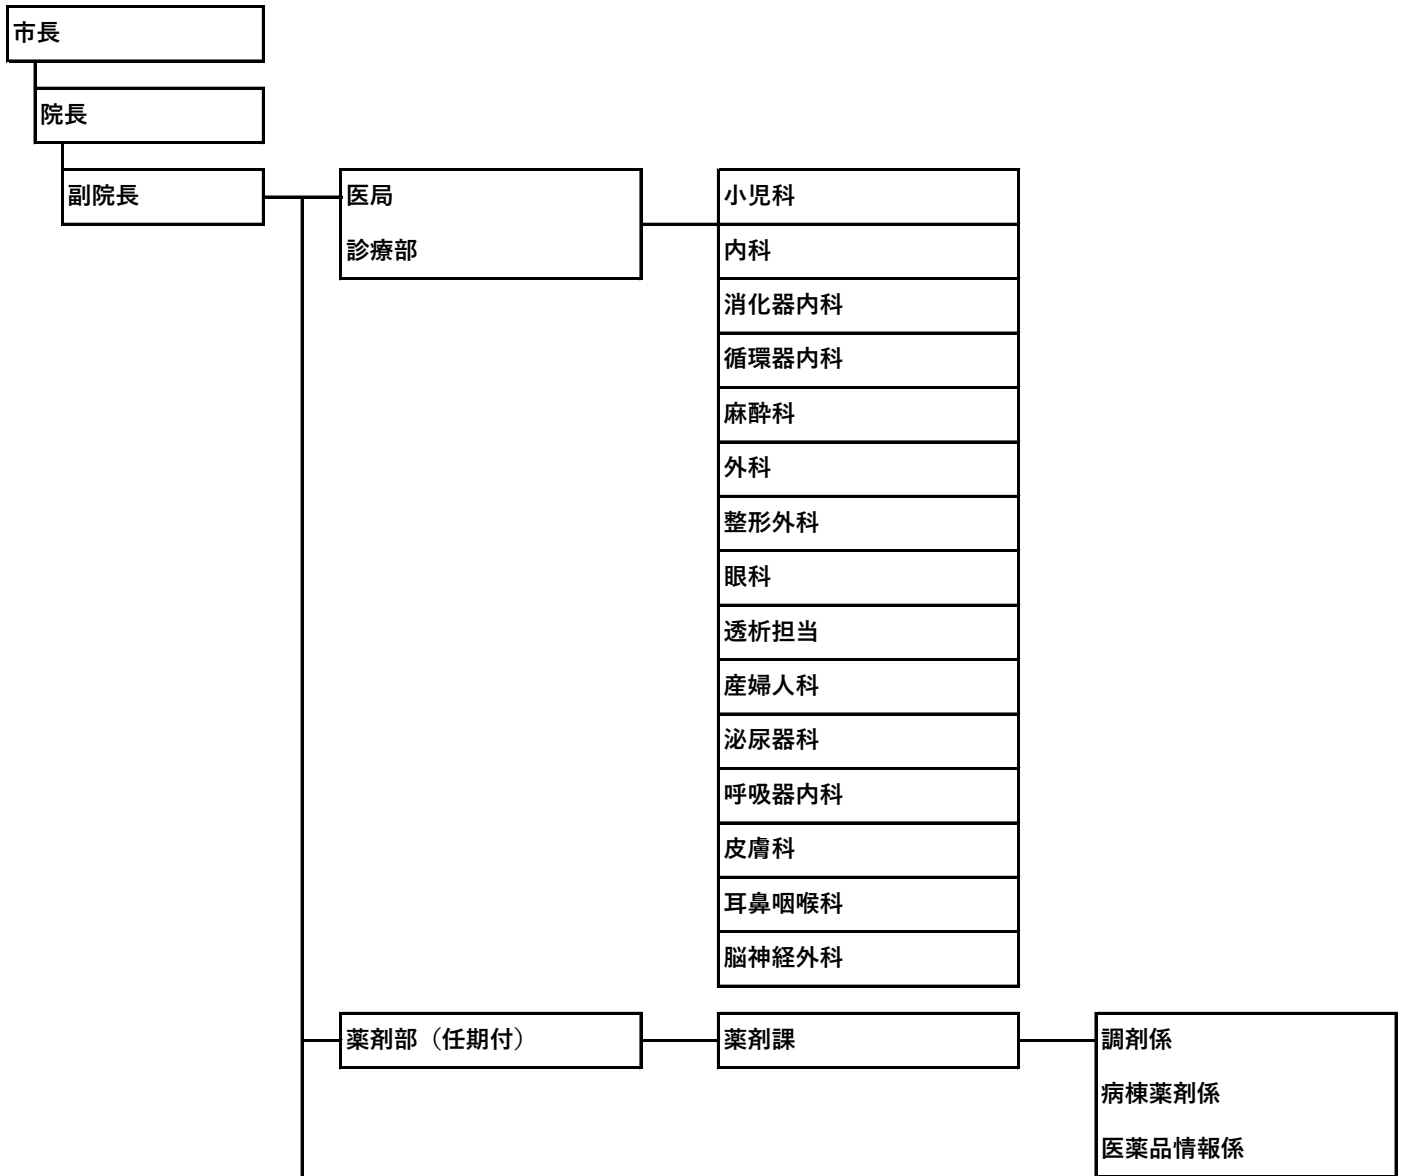 市長
院長
副院長
医局
診療部
小児科
内科
消化器内科
循環器内科
麻酔科
外科
整形外科
眼科
透析担当
産婦人科
泌尿器科
呼吸器内科
皮膚科
耳鼻咽喉科
脳神経外科
薬剤部（任期付）
薬剤課
調剤係
病棟薬剤係
医薬品情報係